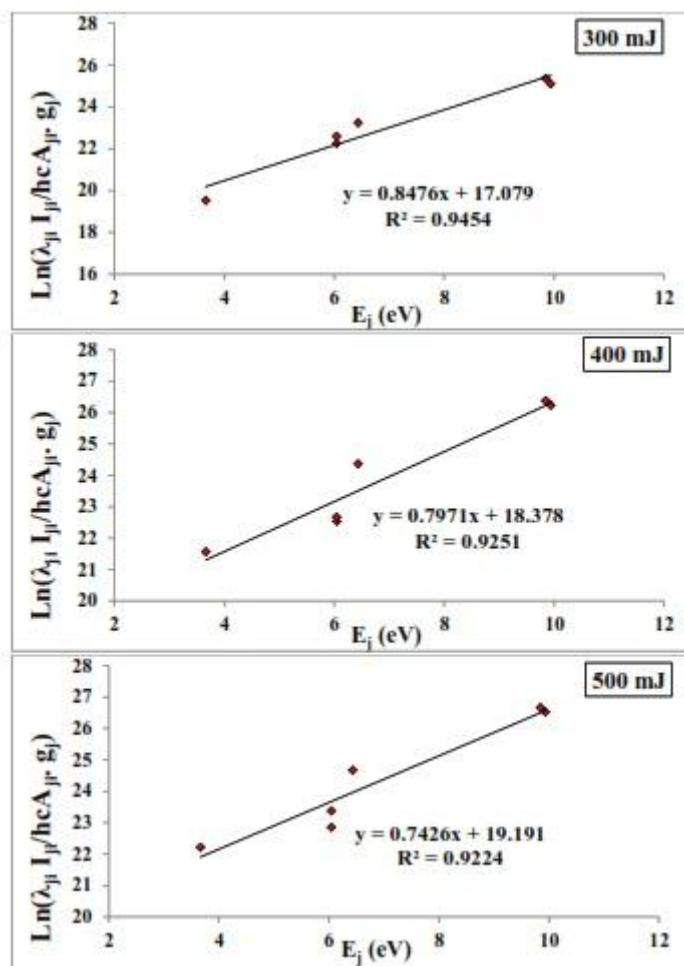 300 mJ
28
26
24
22
20
18
16
Ln(λⱼᵢ Iⱼᵢ/hcAⱼᵢ. gⱼ)
y = 0.8476x + 17.079
R² = 0.9454
2 4 6 8 10 12
Eⱼ (eV)
400 mJ
28
27
26
25
24
23
22
21
20
Ln(λⱼᵢ Iⱼᵢ/hcAⱼᵢ. gⱼ)
y = 0.7971x + 18.378
R² = 0.9251
2 4 6 8 10 12
Eⱼ (eV)
500 mJ
28
27
26
25
24
23
22
21
20
Ln(λⱼᵢ Iⱼᵢ/hcAⱼᵢ. gⱼ)
y = 0.7426x + 19.191
R² = 0.9224
2 4 6 8 10 12
Eⱼ (eV)